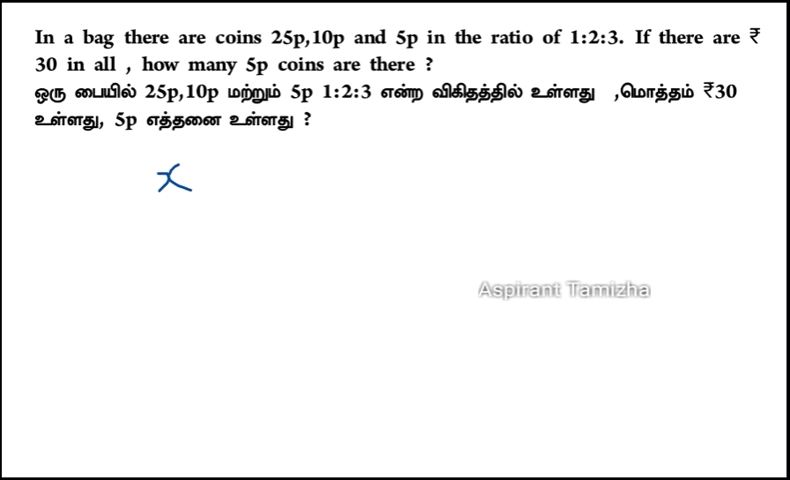 In a bag there are coins 25p,10p and 5p in the ratio of 1:2:3. If there are ₹
30 in all , how many 5p coins are there ?
ஒரு பையில் 25p,10p மற்றும் 5p 1:2:3 என்ற விகிதத்தில் உள்ளது ,மொத்தம் ₹30
உள்ளது, 5p எத்தனை உள்ளது ?
x
Aspirant Tamizha